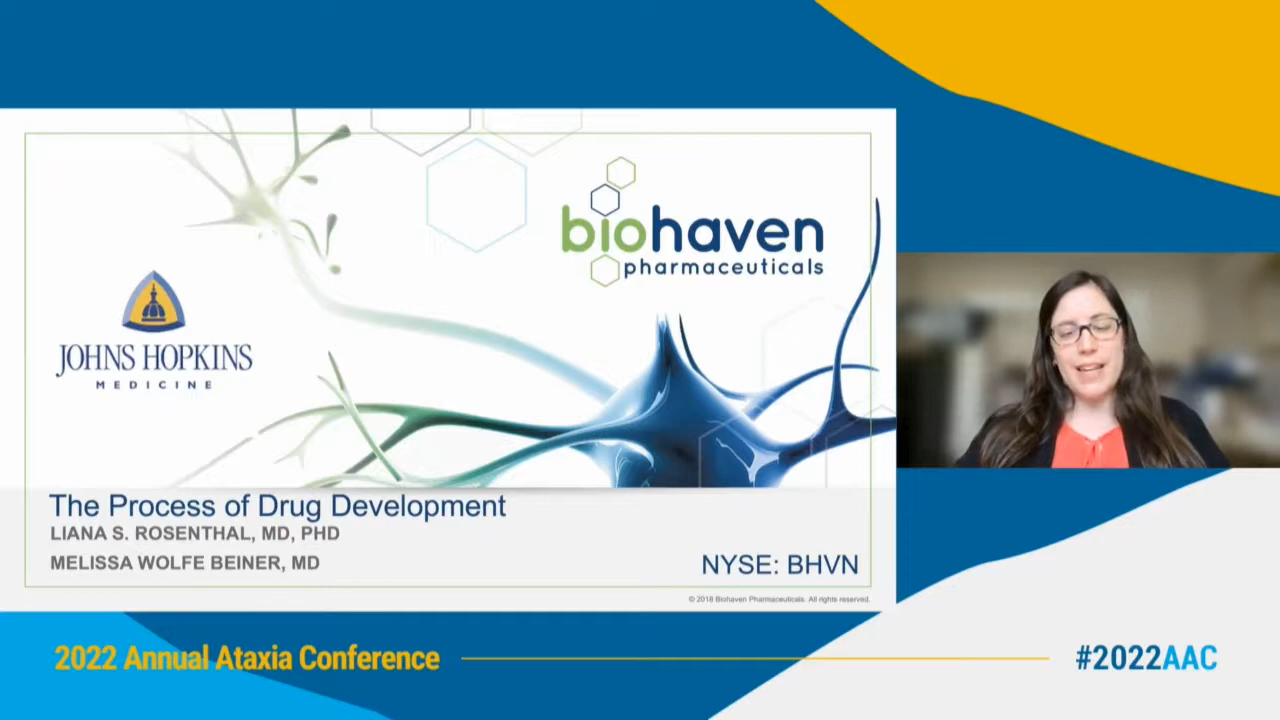 biohaven
pharmaceuticals
JOHNS HOPKINS
MEDICINE
The Process of Drug Development
LIANA S. ROSENTHAL, MD, PHD
MELISSA WOLFE BEINER, MD
NYSE: BHVN
© 2018 Biohaven Pharmaceuticals. All rights reserved.
2022 Annual Ataxia Conference
#2022AAC